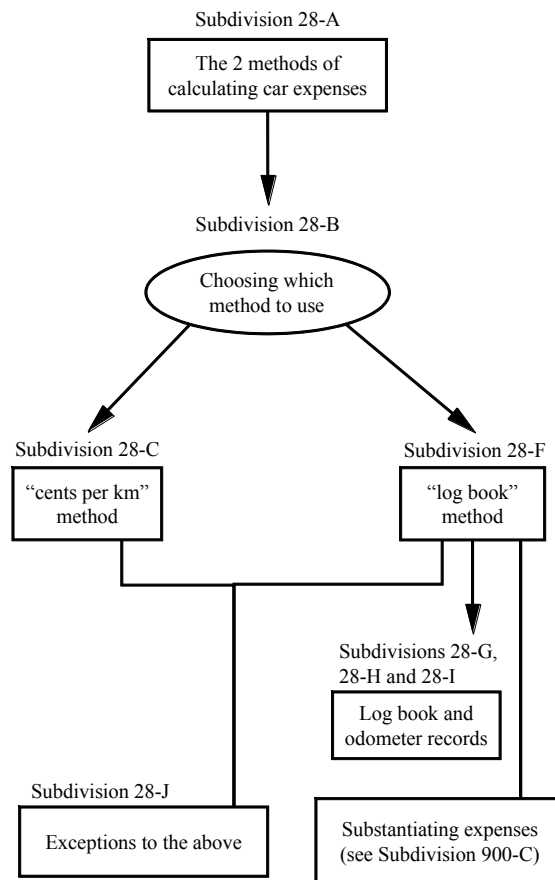 Subdivision 28-A
The 2 methods of
calculating car expenses
Subdivision 28-B
Choosing which
method to use
Subdivision 28-C
“cents per km”
method
Subdivision 28-F
“log book”
method
Subdivisions 28-G,
28-H and 28-I
Log book and
odometer records
Subdivision 28-J
Exceptions to the above
Substantiating expenses
(see Subdivision 900-C)